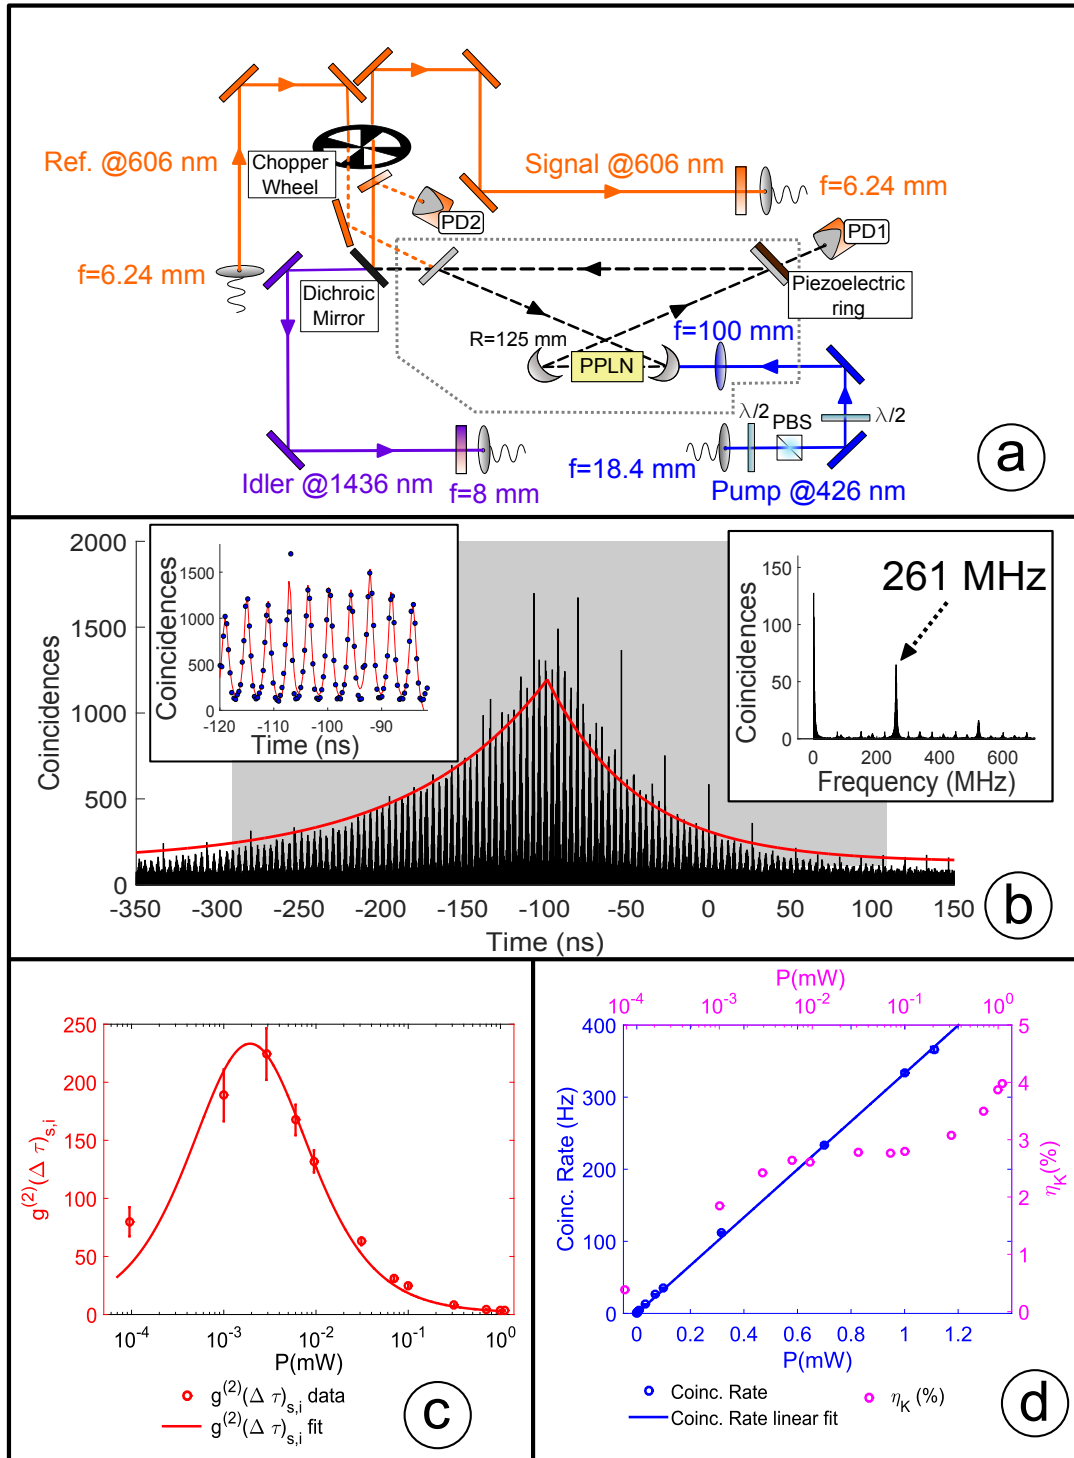 Ref. @606 nm
Chopper
Wheel
Signal @606 nm
f=6.24 mm
PD2
PD1
f=6.24 mm
Dichroic
Mirror
Piezoelectric
ring
R=125 mm
f=100 mm
PPLN
λ/2
PBS
λ/2
f=18.4 mm
Idler @1436 nm
f=8 mm
Pump @426 nm
a
2000
1500
1000
500
0
Coincidences
-350 -300 -250 -200 -150 -100 -50 0 50 100 150
Time (ns)
1500
1000
500
0
Coincidences
-120 -110 -100 -90
Time (ns)
150
100
50
0
Coincidences
261 MHz
0 200 400 600
Frequency (MHz)
b
250
200
150
100
50
0
g⁽²⁾(Δ τ)s,i
10⁻⁴ 10⁻³ 10⁻² 10⁻¹ 10⁰
P(mW)
g⁽²⁾(Δ τ)s,i data
g⁽²⁾(Δ τ)s,i fit
c
P(mW)
10⁻⁴ 10⁻³ 10⁻² 10⁻¹ 10⁰
400
300
200
100
0
Coinc. Rate (Hz)
5
4
3
2
1
0
ηK(%)
0 0.2 0.4 0.6 0.8 1 1.2
P(mW)
Coinc. Rate
ηK (%)
Coinc. Rate linear fit
d